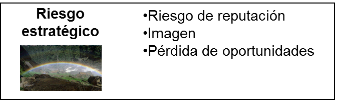 Riesgo
estratégico
•Riesgo de reputación
•Imagen
•Pérdida de oportunidades